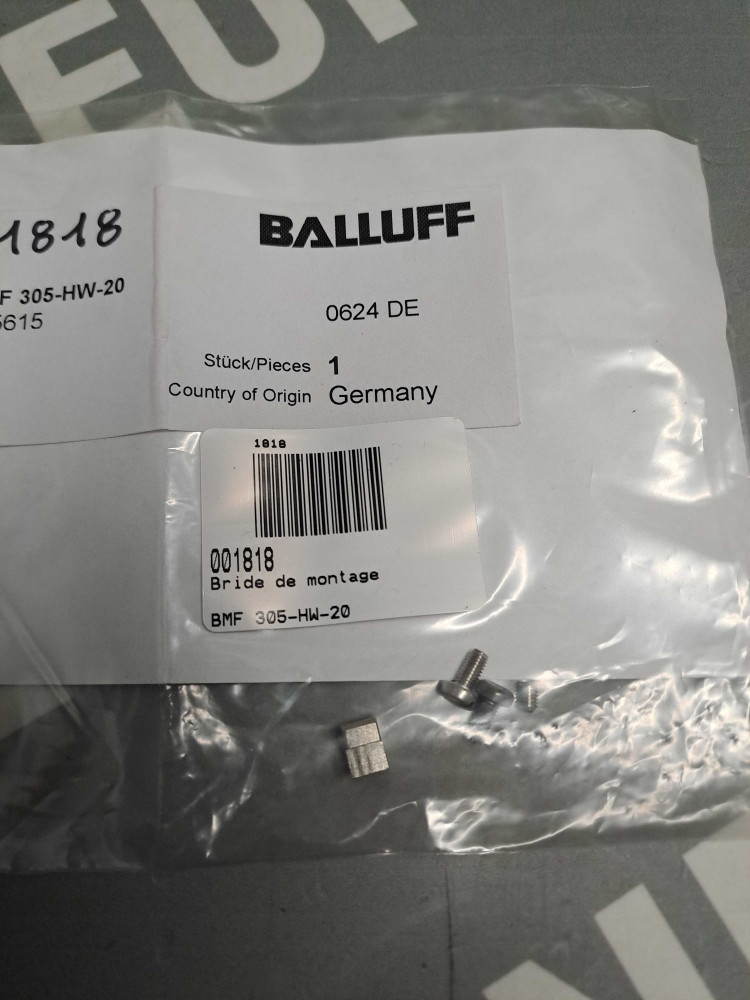 1818
F 305-HW-20
5615
BALLUFF
0624 DE
Stück/Pieces 1
Country of Origin Germany
1818
001818
Bride de montage
BMF 305-HW-20